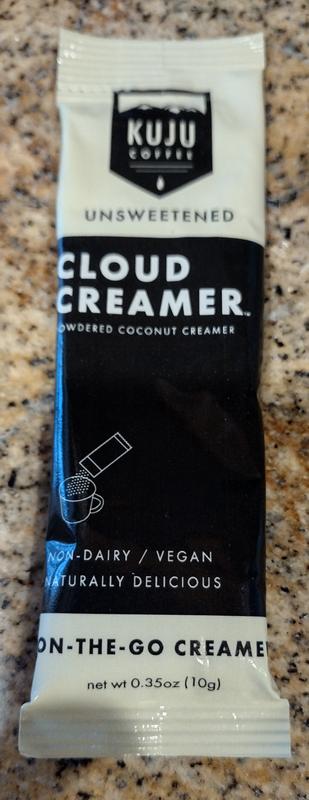 KUJU
COFFEE
UNSWEETENED
CLOUD
CREAMER™
OWDERED COCONUT CREAMER
NON-DAIRY / VEGAN
NATURALLY DELICIOUS
ON-THE-GO CREAME
net wt 0.35oz (10g)